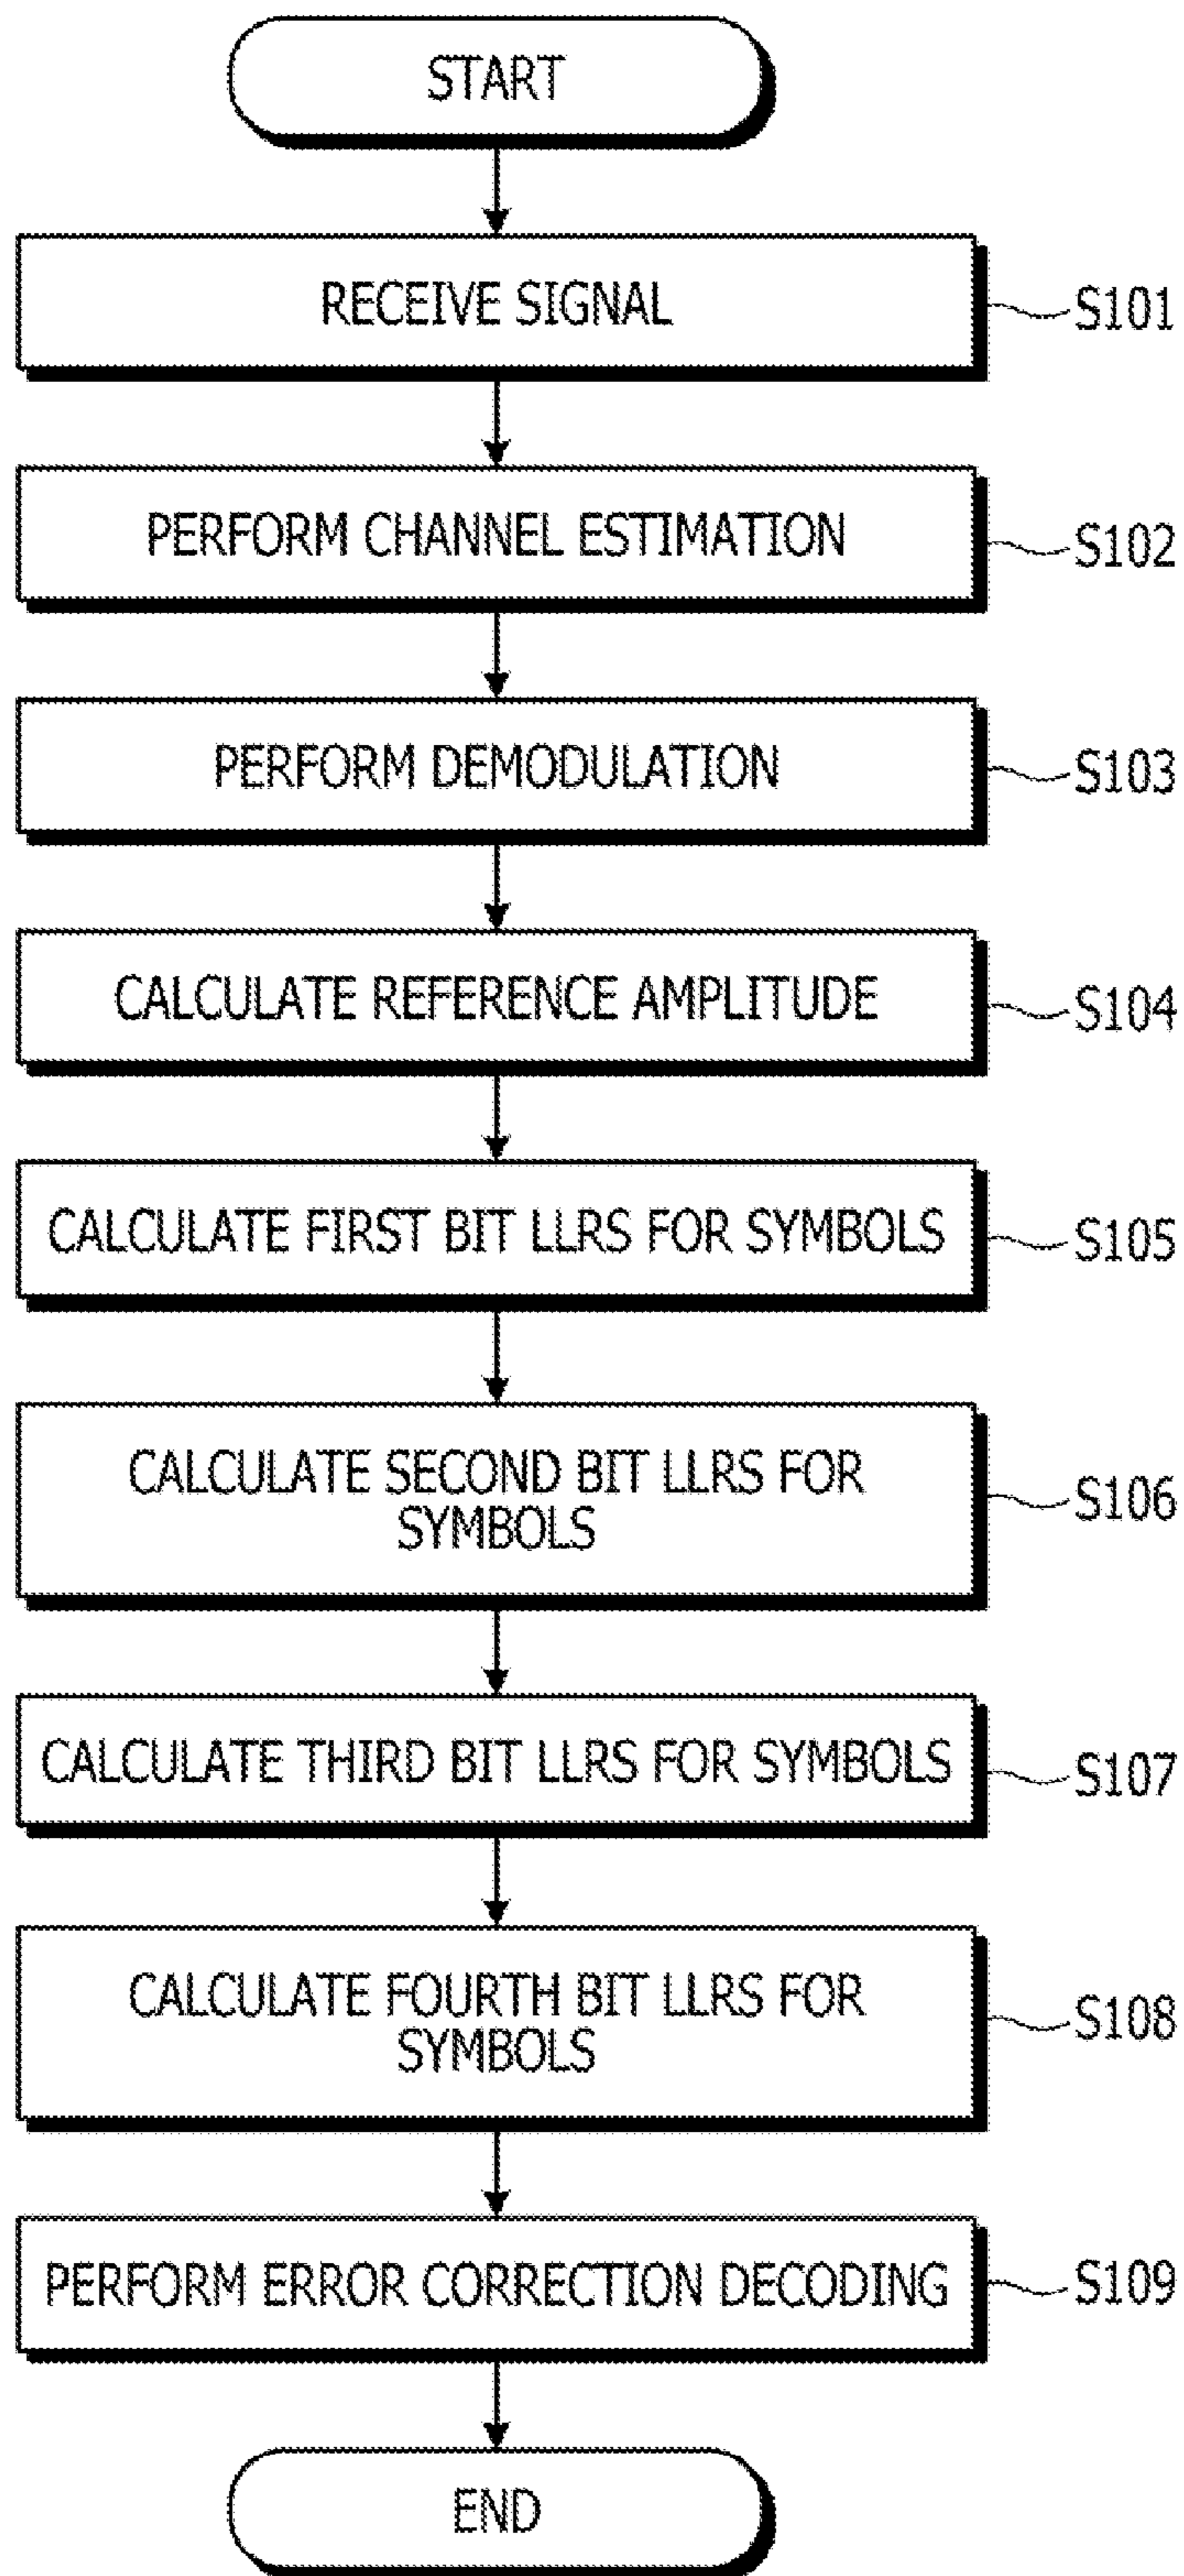 START
RECEIVE SIGNAL
S101
PERFORM CHANNEL ESTIMATION
S102
PERFORM DEMODULATION
S103
CALCULATE REFERENCE AMPLITUDE
S104
CALCULATE FIRST BIT LLRS FOR SYMBOLS
S105
CALCULATE SECOND BIT LLRS FOR
SYMBOLS
S106
CALCULATE THIRD BIT LLRS FOR SYMBOLS
S107
CALCULATE FOURTH BIT LLRS FOR
SYMBOLS
S108
PERFORM ERROR CORRECTION DECODING
S109
END